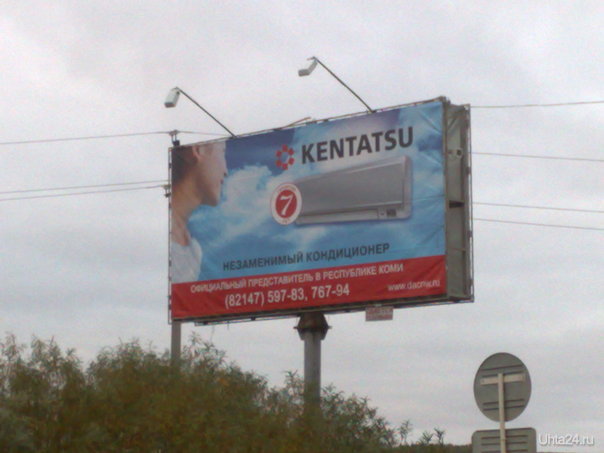 KENTATSU
7
НЕЗАМЕНИМЫЙ КОНДИЦИОНЕР
ОФИЦИАЛЬНЫЙ ПРЕДСТАВИТЕЛЬ В РЕСПУБЛИКЕ КОМИ
(82147) 597-83, 767-94
Uhta24.ru